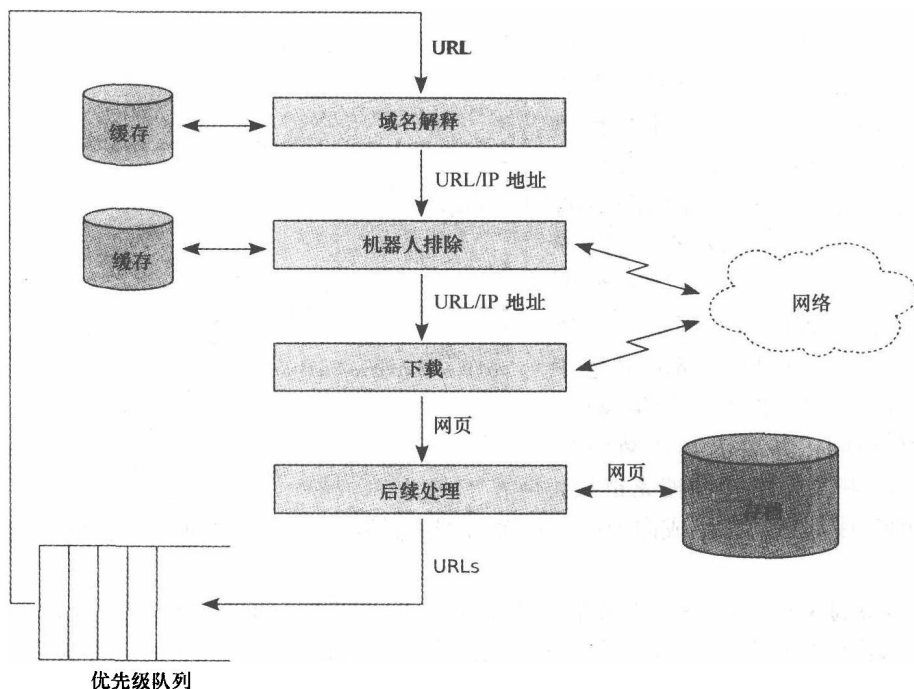 URL
缓存
域名解释
URL/IP 地址
缓存
机器人排除
网络
URL/IP 地址
下载
网页
后续处理
网页
URLs
优先级队列